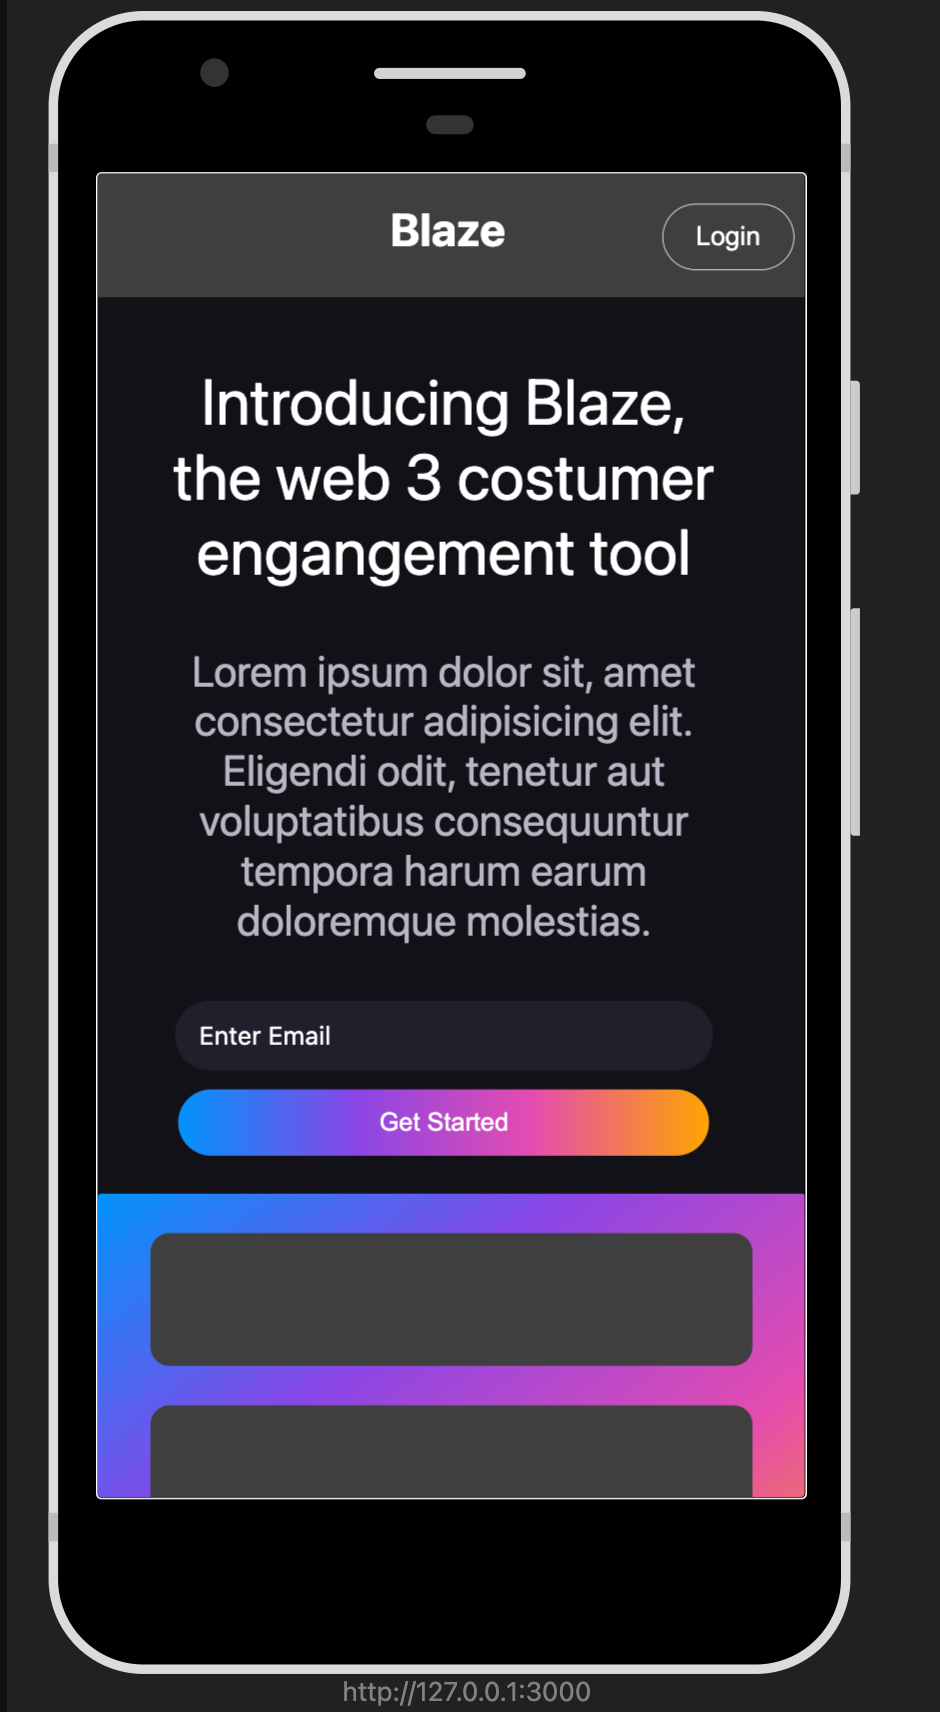 Blaze
Login
Introducing Blaze,
the web 3 costumer
engangement tool
Lorem ipsum dolor sit, amet
consectetur adipisicing elit.
Eligendi odit, tenetur aut
voluptatibus consequuntur
tempora harum earum
doloremque molestias.
Enter Email
Get Started
http://127.0.0.1:3000